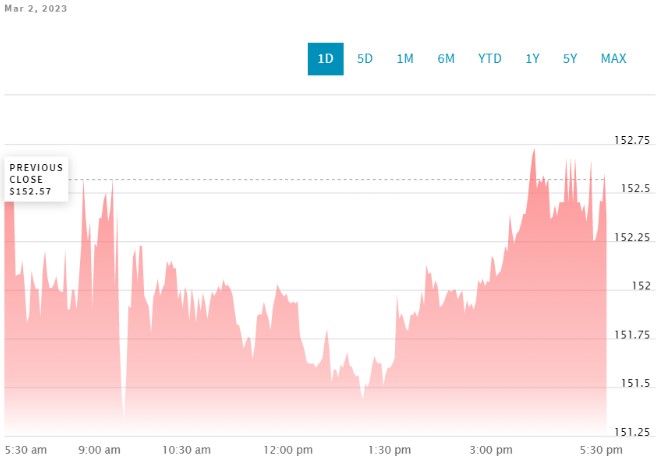 Mar 2, 2023
1D 5D 1M 6M YTD 1Y 5Y MAX
152.75
PREVIOUS
CLOSE
$152.57
152.5
152.25
152
151.75
151.5
151.25
5:30 am 9:00 am 10:30 am 12:00 pm 1:30 pm 3:00 pm 5:30 pm